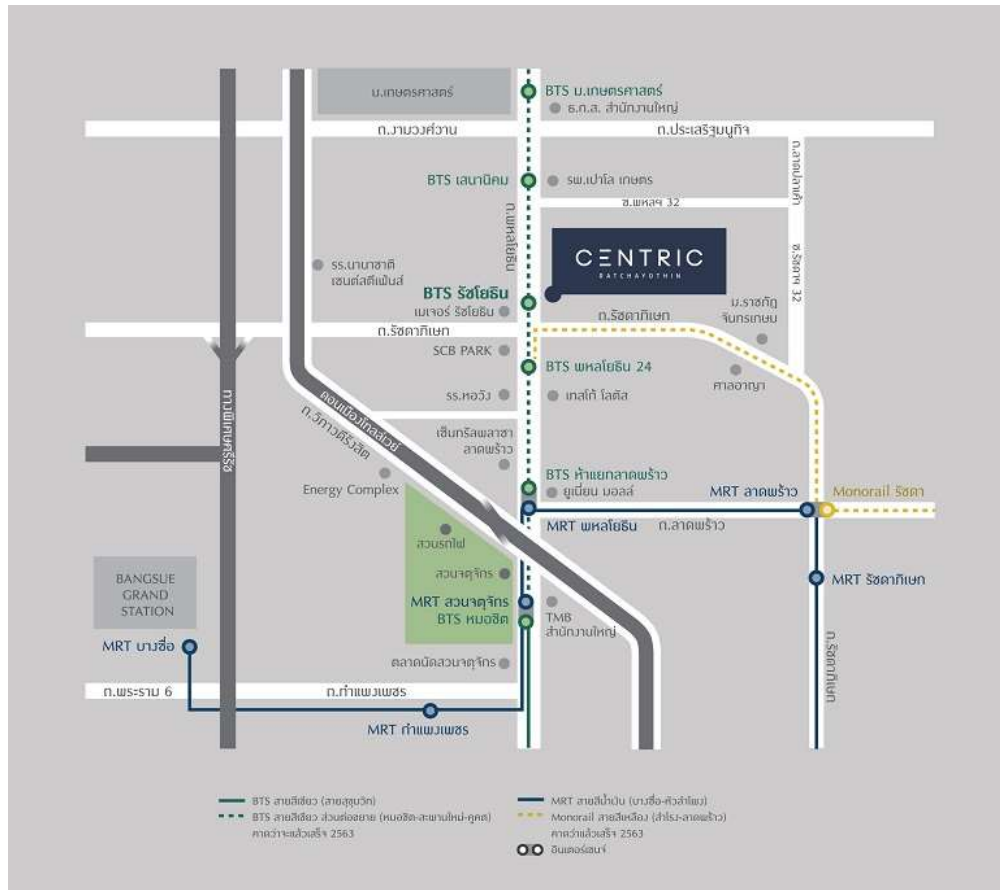 ม.เกษตรศาสตร์
BTS ม.เกษตรศาสตร์
ธ.ก.ส. สำนักงานใหญ่
ถ.งามวงศ์วาน
ถ.ประเสริฐมนูกิจ
ถ.ลาดปลาเค้า
BTS เสนานิคม
รพ.เปาโล เกษตร
ซ.พหลฯ 32
ถ.พหลโยธิน
CENTRIC
RATCHAYOTHIN
ซ.รัชดาฯ 32
รร.นานาชาติ
เซนต์สตีเฟ่นส์
BTS รัชโยธิน
เมเจอร์ รัชโยธิน
ม.ราชภัฏ
จันทรเกษม
ถ.รัชดาภิเษก
ถ.รัชดาภิเษก
SCB PARK
BTS พหลโยธิน 24
ศาลอาญา
รร.หอวัง
เทสโก้ โลตัส
ทางพิเศษศรีรัช
ดอนเมืองโทลล์เวย์
ถ.วิภาวดีรังสิต
เซ็นทรัลพลาซา
ลาดพร้าว
BTS ห้าแยกลาดพร้าว
ยูเนี่ยน มอลล์
Energy Complex
MRT ลาดพร้าว
Monorail รัชดา
MRT พหลโยธิน
ถ.ลาดพร้าว
สวนรถไฟ
สวนจตุจักร
MRT รัชดาภิเษก
BANGSUE
GRAND
STATION
MRT สวนจตุจักร
BTS หมอชิต
TMB
สำนักงานใหญ่
MRT บางซื่อ
ตลาดนัดสวนจตุจักร
ถ.รัชดาภิเษก
ถ.พระราม 6
ถ.กำแพงเพชร
MRT กำแพงเพชร
BTS สายสีเขียว (สายสุขุมวิท)
BTS สายสีเขียว ส่วนต่อขยาย (หมอชิต-สะพานใหม่-คูคต)
คาดว่าจะแล้วเสร็จ 2563
MRT สายสีน้ำเงิน (บางซื่อ-หัวลำโพง)
Monorail สายสีเหลือง (สำโรง-ลาดพร้าว)
คาดว่าแล้วเสร็จ 2563
อินเตอร์เชนจ์